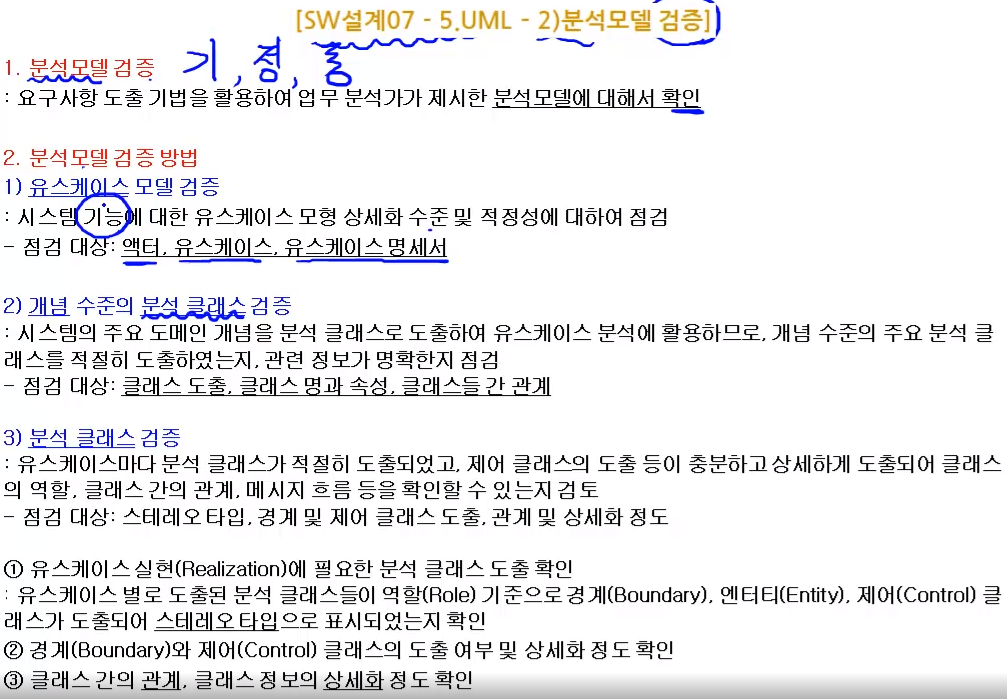 [SW설계07 - 5.UML - 2)분석모델 검증]
1. 분석모델 검증
: 요구사항 도출 기법을 활용하여 업무 분석가가 제시한 분석모델에 대해서 확인
2. 분석모델 검증 방법
1) 유스케이스 모델 검증
: 시스템 기능에 대한 유스케이스 모형 상세화 수준 및 적정성에 대하여 점검
- 점검 대상: 액터, 유스케이스, 유스케이스 명세서
2) 개념 수준의 분석 클래스 검증
: 시스템의 주요 도메인 개념을 분석 클래스로 도출하여 유스케이스 분석에 활용하므로, 개념 수준의 주요 분석 클
래스를 적절히 도출하였는지, 관련 정보가 명확한지 점검
- 점검 대상: 클래스 도출, 클래스 명과 속성, 클래스들 간 관계
3) 분석 클래스 검증
: 유스케이스마다 분석 클래스가 적절히 도출되었고, 제어 클래스의 도출 등이 충분하고 상세하게 도출되어 클래스
의 역할, 클래스 간의 관계, 메시지 흐름 등을 확인할 수 있는지 검토
- 점검 대상: 스테레오 타입, 경계 및 제어 클래스 도출, 관계 및 상세화 정도
① 유스케이스 실현(Realization)에 필요한 분석 클래스 도출 확인
: 유스케이스 별로 도출된 분석 클래스들이 역할(Role) 기준으로 경계(Boundary), 엔터티(Entity), 제어(Control) 클
래스가 도출되어 스테레오 타입으로 표시되었는지 확인
② 경계(Boundary)와 제어(Control) 클래스의 도출 여부 및 상세화 정도 확인
③ 클래스 간의 관계, 클래스 정보의 상세화 정도 확인